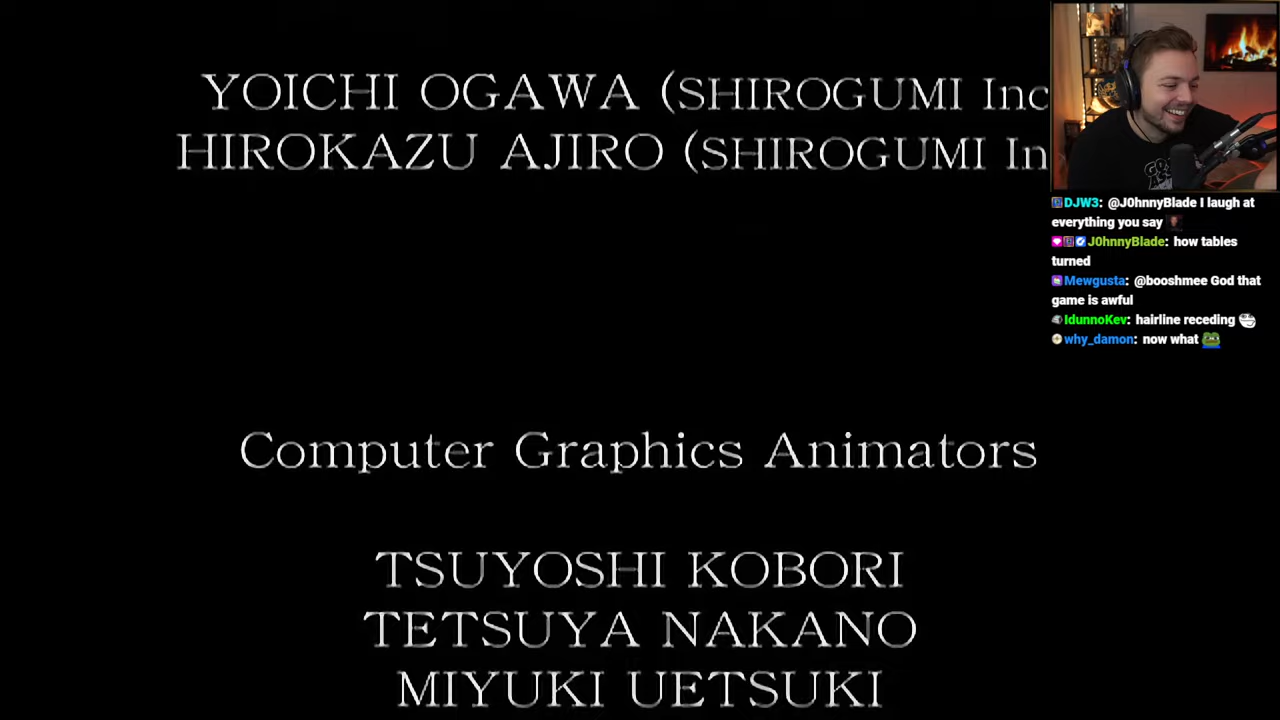 YOICHI OGAWA (SHIROGUMI Inc
HIROKAZU AJIRO (SHIROGUMI In
Computer Graphics Animators
TSUYOSHI KOBORI
TETSUYA NAKANO
MIYUKI UETSUKI
DJW3: @J0hnnyBlade I laugh at
everything you say
J0hnnyBlade: how tables
turned
Mewgusta: @booshmee God that
game is awful
IdunnoKev: hairline receding
why_damon: now what